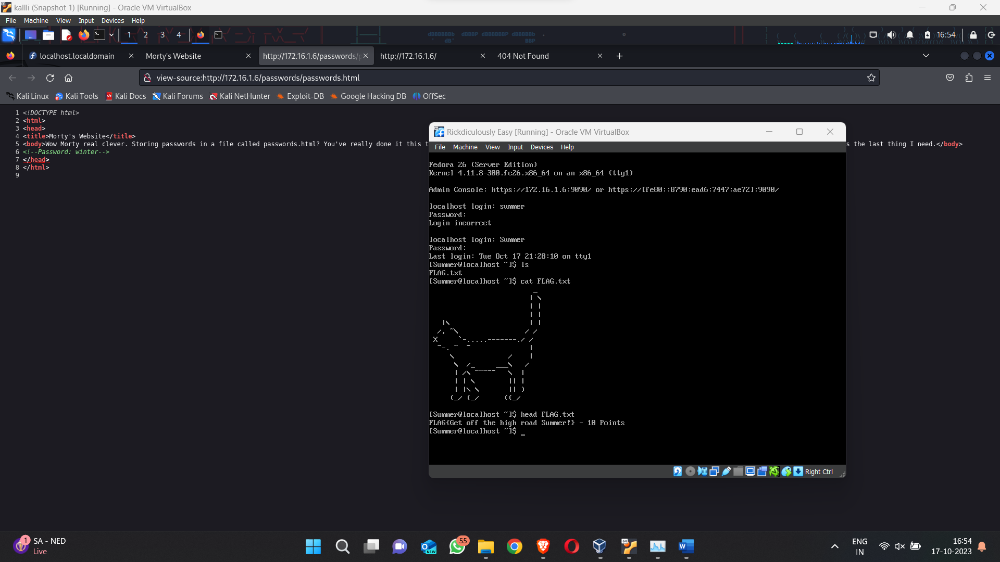 kallli (Snapshot 1) [Running] - Oracle VM VirtualBox
File Machine View Input Devices Help
1 2 3 4 16:54
localhost.localdomain Morty's Website http://172.16.1.6/passwords/p http://172.16.1.6/ 404 Not Found
view-source:http://172.16.1.6/passwords/passwords.html
Kali Linux Kali Tools Kali Docs Kali Forums Kali NetHunter Exploit-DB Google Hacking DB OffSec
1 <!DOCTYPE html>
2 <html>
3 <head>
4 <title>Morty's Website</title>
5 <body>Wow Morty real clever. Storing passwords in a file called passwords.html? You've really done it this t s the last thing I need.</body>
6 <!--Password: winter-->
7 </head>
8 </html>
9
Rickdiculously Easy [Running] - Oracle VM VirtualBox
File Machine View Input Devices Help
Fedora 26 (Server Edition)
Kernel 4.11.8-300.fc26.x86_64 on an x86_64 (tty1)
Admin Console: https://172.16.1.6:9090/ or https://[fe80::8790:ead6:7447:ae72]:9090/
localhost login: summer
Password:
Login incorrect
localhost login: Summer
Password:
Last login: Tue Oct 17 21:28:10 on tty1
[Summer@localhost ~]$ ls
FLAG.txt
[Summer@localhost ~]$ cat FLAG.txt
[Summer@localhost ~]$ head FLAG.txt
FLAG{Get off the high road Summer!} - 10 Points
[Summer@localhost ~]$ _
Right Ctrl
1 SA - NED
Live
55
NEW
64
ENG
IN
16:54
17-10-2023